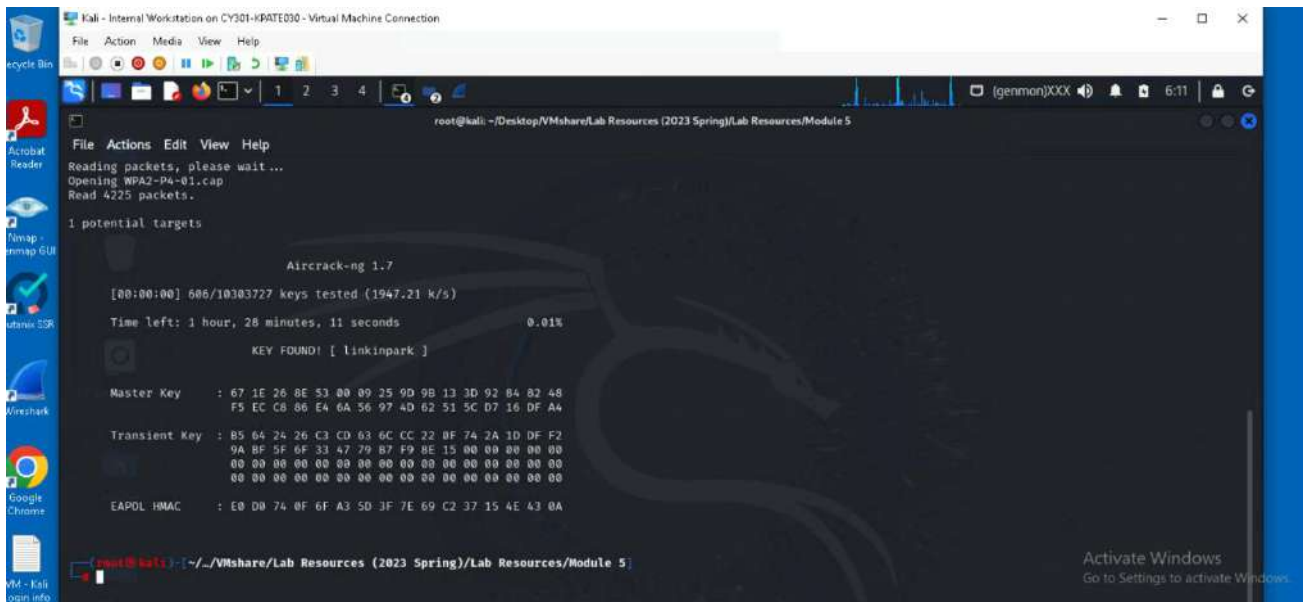 Kali - Internal Workstation on CY301-KPATE030 - Virtual Machine Connection
File Action Media View Help
ecycle Bin
1 2 3 4
(genmon)XXX
6:11
root@kali: ~/Desktop/VMshare/Lab Resources (2023 Spring)/Lab Resources/Module 5
File Actions Edit View Help
Acrobat
Reader
Reading packets, please wait ...
Opening WPA2-P4-01.cap
Read 4225 packets.
1 potential targets
Nmap -
enmap GUI
Aircrack-ng 1.7
[00:00:00] 606/10303727 keys tested (1947.21 k/s)
Time left: 1 hour, 28 minutes, 11 seconds 0.01%
utanix SSR
KEY FOUND! [ linkinpark ]
Master Key : 67 1E 26 8E 53 00 09 25 9D 9B 13 3D 92 84 82 48
F5 EC C8 86 E4 6A 56 97 4D 62 51 5C D7 16 DF A4
Wireshark
Transient Key : B5 64 24 26 C3 CD 63 6C CC 22 0F 74 2A 1D DF F2
9A BF 5F 6F 33 47 79 B7 F9 8E 15 00 00 00 00 00
00 00 00 00 00 00 00 00 00 00 00 00 00 00 00 00
00 00 00 00 00 00 00 00 00 00 00 00 00 00 00 00
Google
Chrome
EAPOL HMAC : E0 D0 74 0F 6F A3 5D 3F 7E 69 C2 37 15 4E 43 0A
(root@kali)-[~/…/VMshare/Lab Resources (2023 Spring)/Lab Resources/Module 5]
#
Activate Windows
Go to Settings to activate Windows.
VM - Kali
ogin info